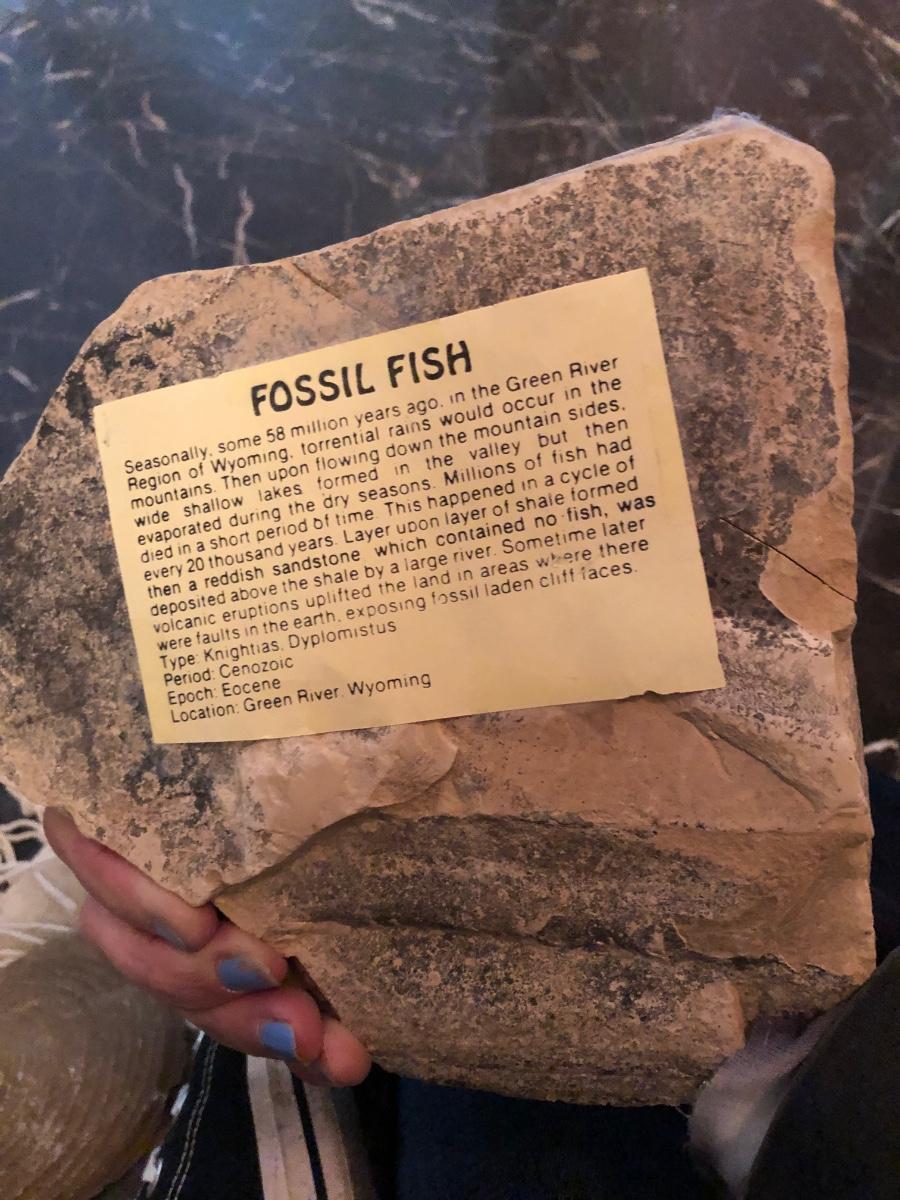 FOSSIL FISH
Seasonally, some 58 million years ago, in the Green River
Region of Wyoming, torrential rains would occur in the
mountains. Then upon flowing down the mountain sides,
wide shallow lakes formed in the valley but then
evaporated during the dry seasons. Millions of fish had
died in a short period of time. This happened in a cycle of
every 20 thousand years. Layer upon layer of shale formed
then a reddish sandstone, which contained no fish, was
deposited above the shale by a large river. Sometime later
volcanic eruptions uplifted the land in areas where there
were faults in the earth, exposing fossil laden cliff faces.
Type: Knightias, Dyplomistus
Period: Cenozoic
Epoch: Eocene
Location: Green River, Wyoming